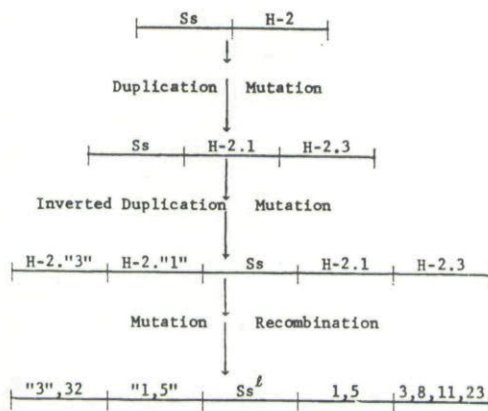 Ss H-2
Duplication Mutation
Ss H-2.1 H-2.3
Inverted Duplication Mutation
H-2."3" H-2."1" Ss H-2.1 H-2.3
Mutation Recombination
"3",32 "1,5" Ss^ℓ 1,5 3,8,11,23